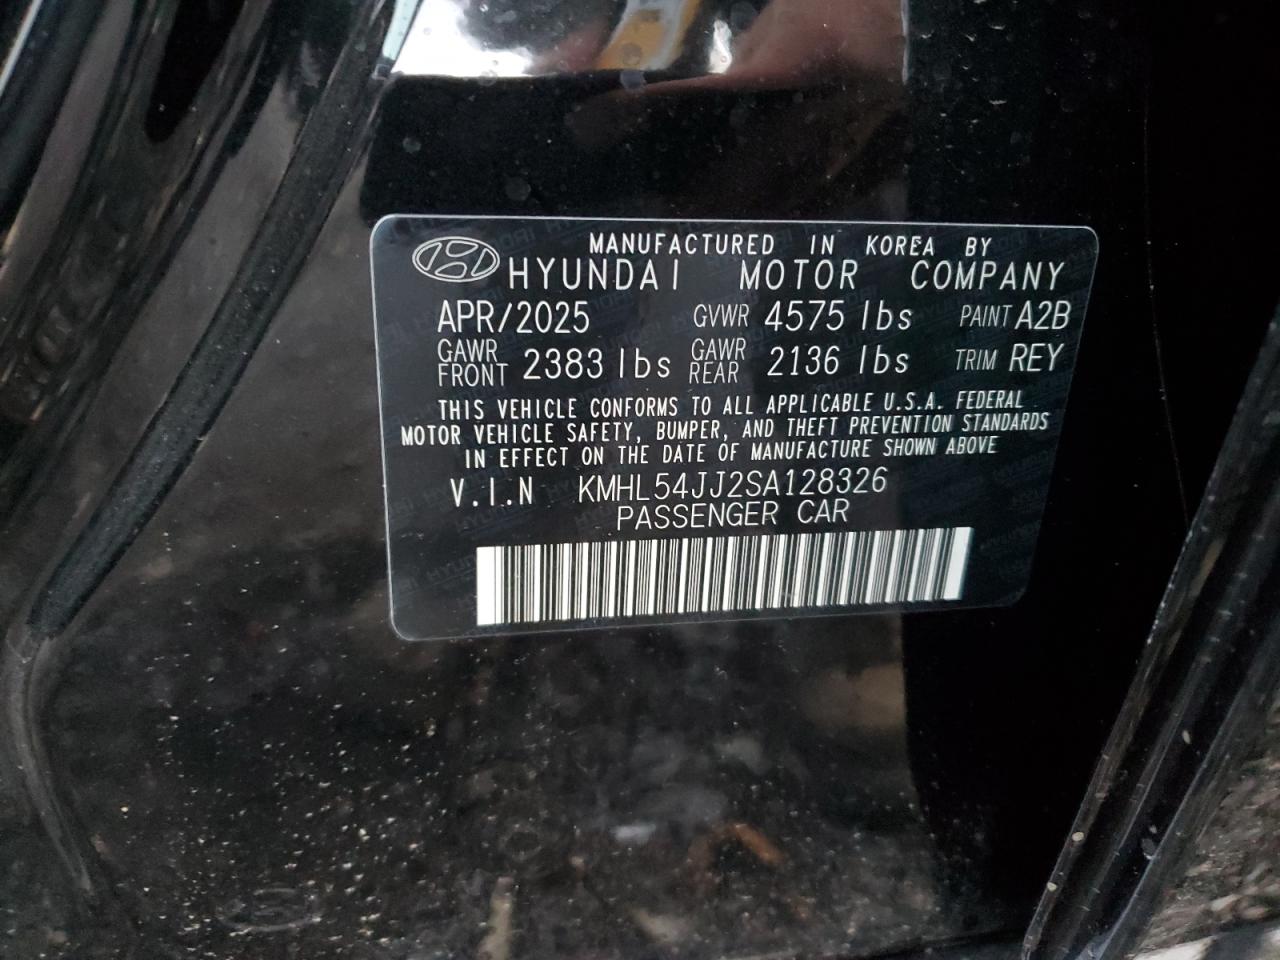 MANUFACTURED IN KOREA BY
HYUNDAI MOTOR COMPANY
APR/2025 GVWR 4575 lbs PAINT A2B
GAWR FRONT 2383 lbs GAWR REAR 2136 lbs TRIM REY
THIS VEHICLE CONFORMS TO ALL APPLICABLE U.S.A. FEDERAL
MOTOR VEHICLE SAFETY, BUMPER, AND THEFT PREVENTION STANDARDS
IN EFFECT ON THE DATE OF MANUFACTURE SHOWN ABOVE
V.I.N KMHL54JJ2SA128326
PASSENGER CAR